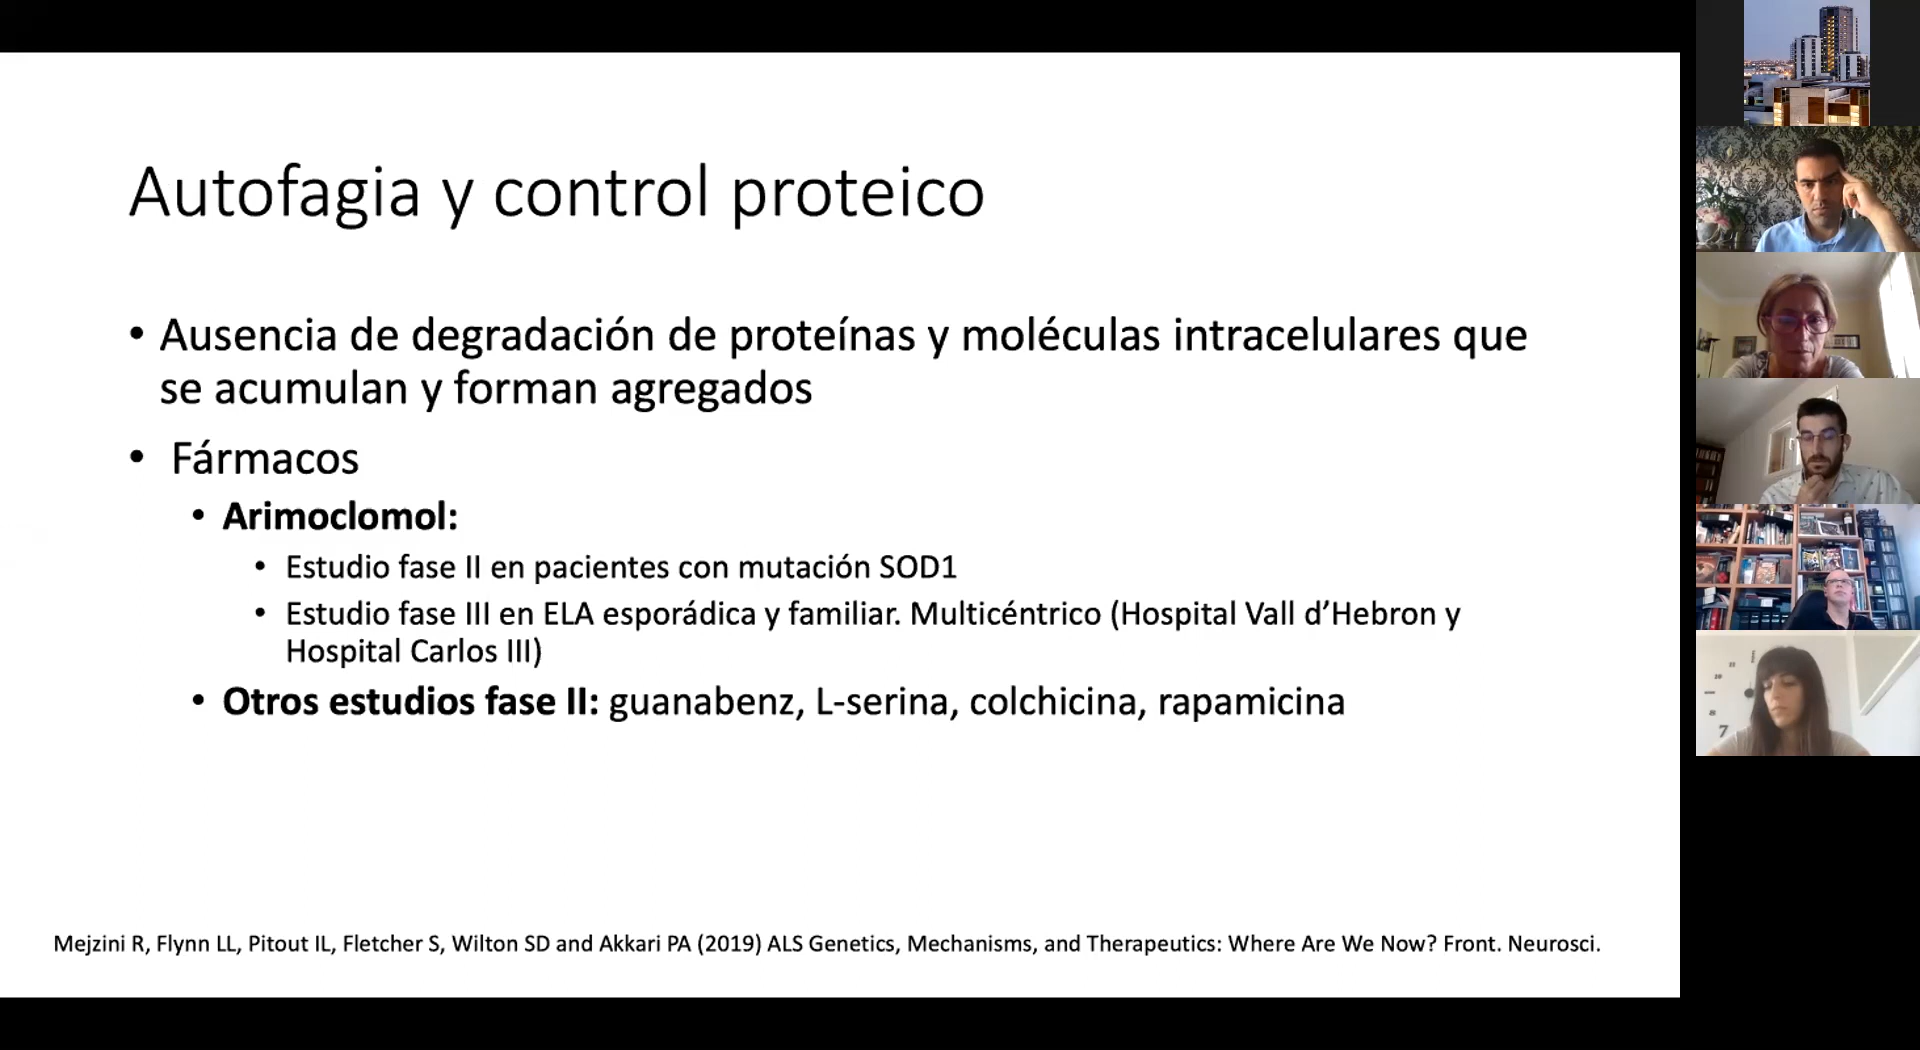 Autofagia y control proteico
• Ausencia de degradación de proteínas y moléculas intracelulares que
se acumulan y forman agregados
• Fármacos
• Arimoclomol:
• Estudio fase II en pacientes con mutación SOD1
• Estudio fase III en ELA esporádica y familiar. Multicéntrico (Hospital Vall d’Hebron y
Hospital Carlos III)
• Otros estudios fase II: guanabenz, L-serina, colchicina, rapamicina
Mejzini R, Flynn LL, Pitout IL, Fletcher S, Wilton SD and Akkari PA (2019) ALS Genetics, Mechanisms, and Therapeutics: Where Are We Now? Front. Neurosci.